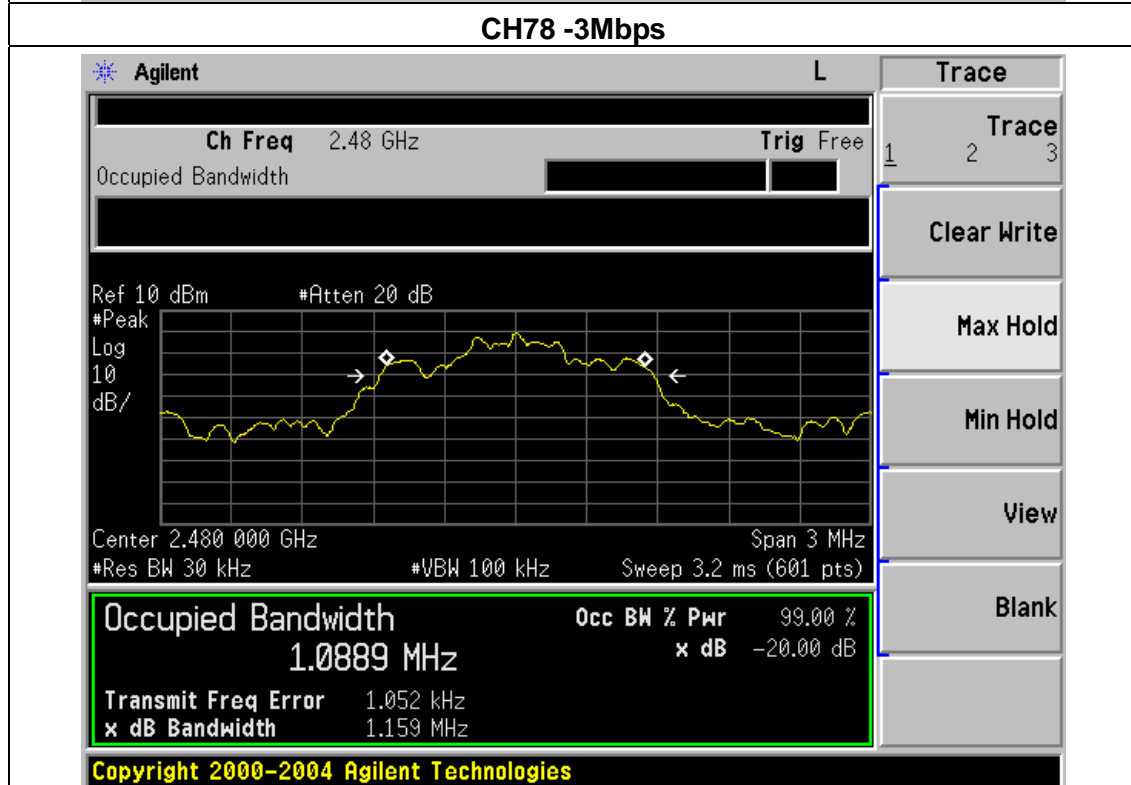 CH78 -3Mbps
Agilent L Trace
Ch Freq 2.48 GHz Trig Free
Occupied Bandwidth
Trace
1 2 3
Clear Write
Ref 10 dBm #Atten 20 dB
#Peak
Log
10
dB/
Max Hold
Min Hold
View
Center 2.480 000 GHz Span 3 MHz
#Res BW 30 kHz #VBW 100 kHz Sweep 3.2 ms (601 pts)
Occupied Bandwidth Occ BW % Pwr 99.00 %
1.0889 MHz x dB -20.00 dB
Blank
Transmit Freq Error 1.052 kHz
x dB Bandwidth 1.159 MHz
Copyright 2000-2004 Agilent Technologies